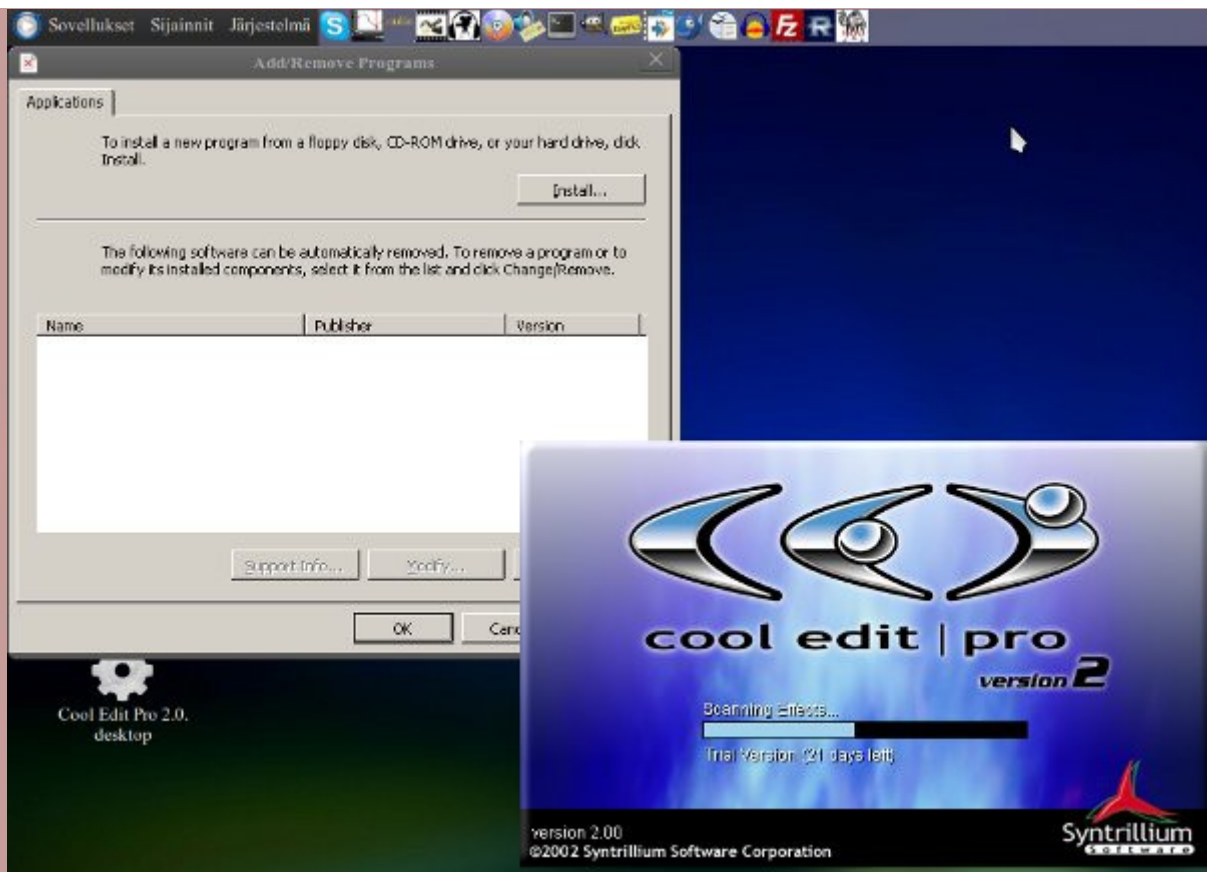 Sovellukset Sijainnit Järjestelmä
Add/Remove Programs
Applications
To install a new program from a floppy disk, CD-ROM drive, or your hard drive, click
Install.
Install...
The following software can be automatically removed. To remove a program or to
modify its installed components, select it from the list and click Change/Remove.
Name Publisher Version
Support Info... Modify...
OK Canc
cool edit | pro
version 2
Scanning Effects...
Trial Version (21 days left)
version 2.00
©2002 Syntrillium Software Corporation
Syntrillium
Software
Cool Edit Pro 2.0.
desktop